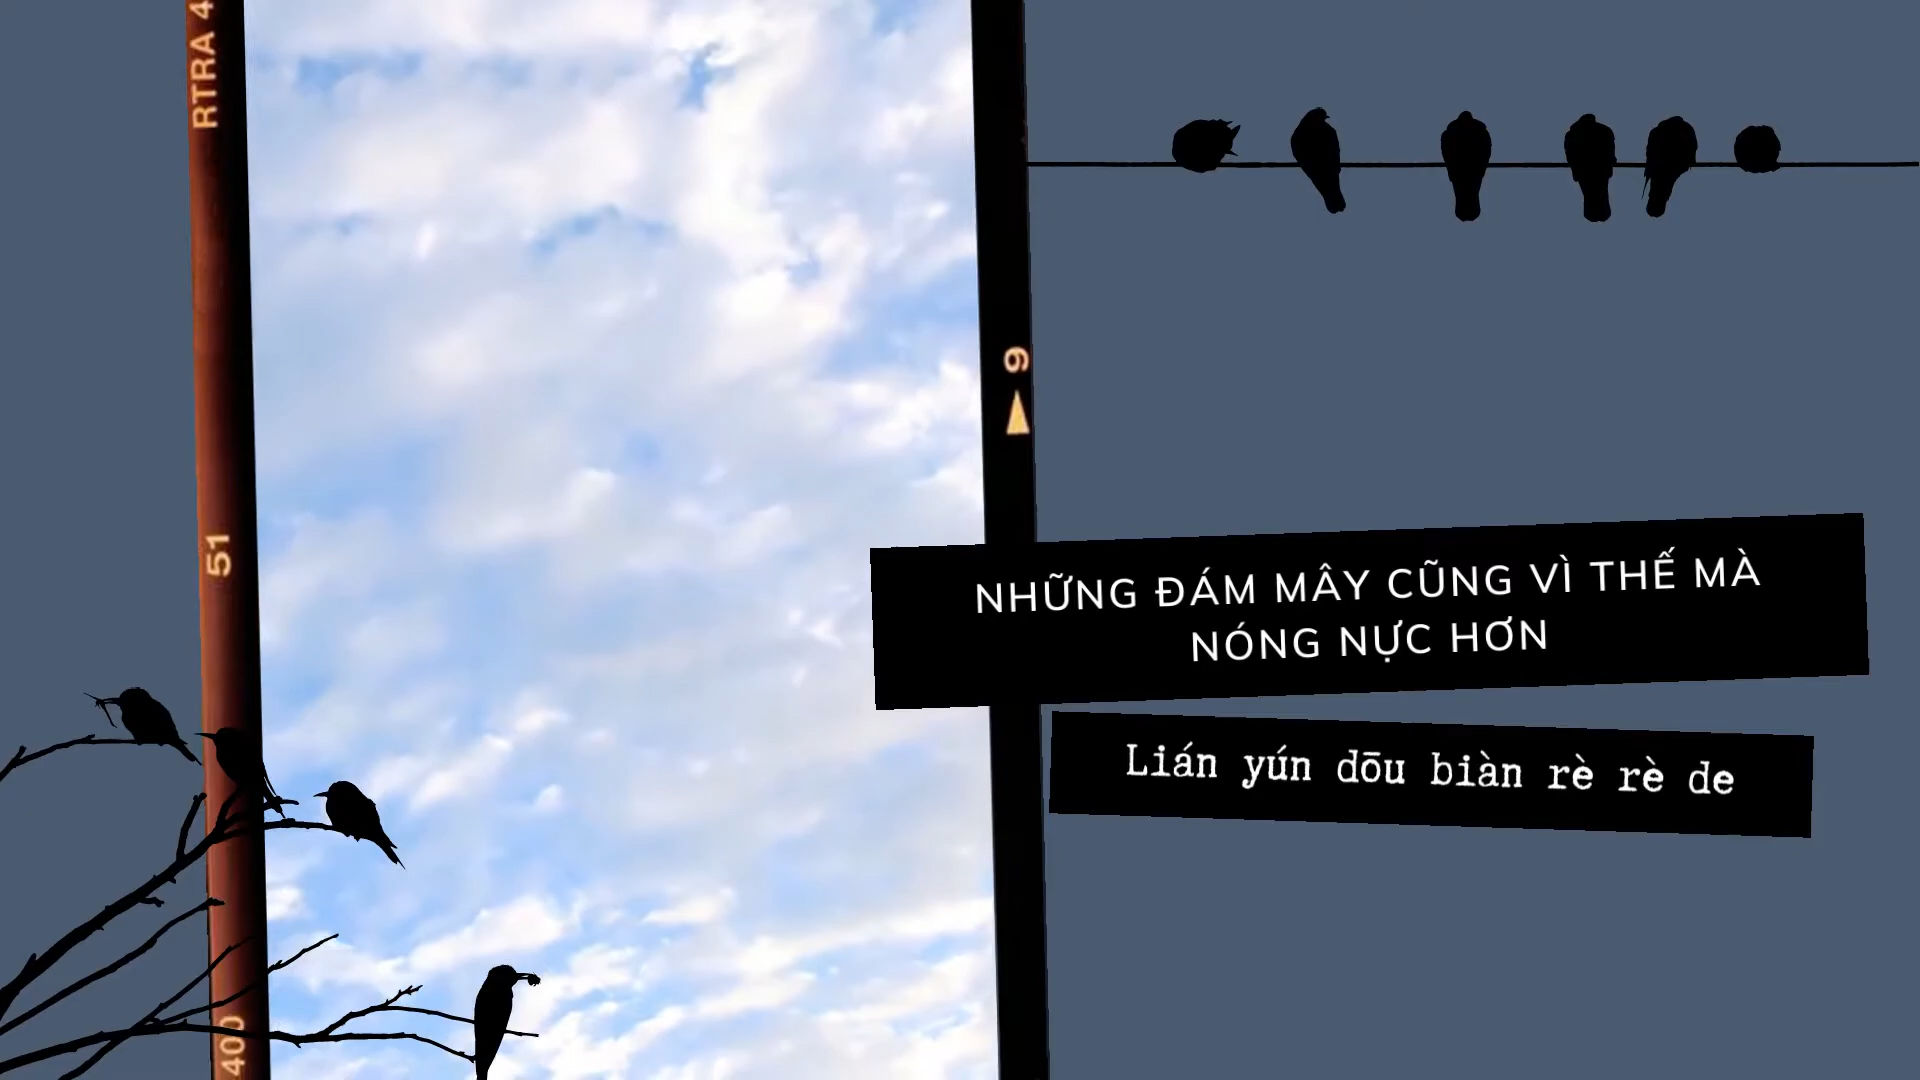 RTRA 4
51
400
9
NHỮNG ĐÁM MÂY CŨNG VÌ THẾ MÀ
NÓNG NỰC HƠN
Lián yún dōu biàn rè rè de